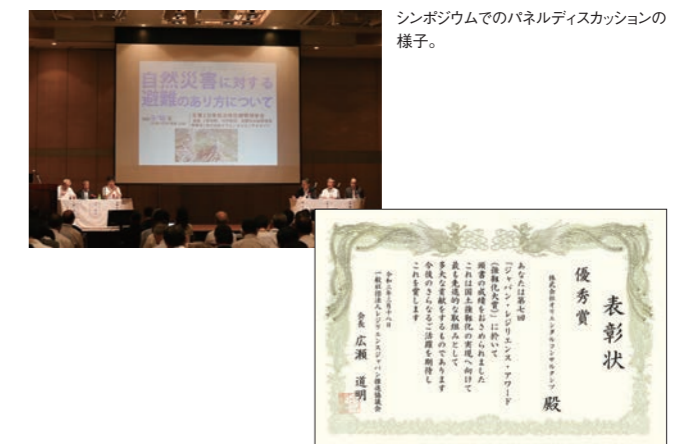 シンポジウムでのパネルディスカッションの
様子。
自然災害に対する
避難のあり方について
表彰状
優秀賞
株式会社オリエンタルコンサルタンツ 殿
あなたは第七回
「ジャパン・レジリエンス・アワード
(強靭化大賞)」に於いて
頭書の成績をおさめられました
これは国土強靭化の実現へ向けて
最も先進的な取組みとして
多大な貢献をするものであります
今後のさらなるご活躍を期待し
これを賞します
令和三年三月十八日
一般社団法人レジリエンスジャパン推進協議会
会長 広瀬 道明